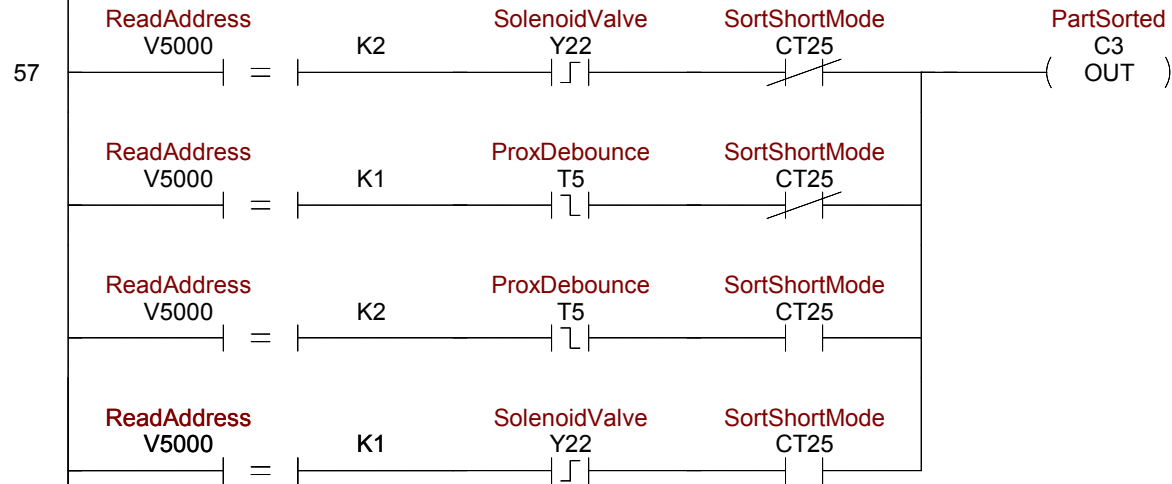 ReadAddress SolenoidValve SortShortMode PartSorted
V5000 K2 Y22 CT25 C3
57 = OUT
ReadAddress ProxDebounce SortShortMode
V5000 K1 T5 CT25
=
ReadAddress ProxDebounce SortShortMode
V5000 K2 T5 CT25
=
ReadAddress SolenoidValve SortShortMode
V5000 K1 Y22 CT25
=